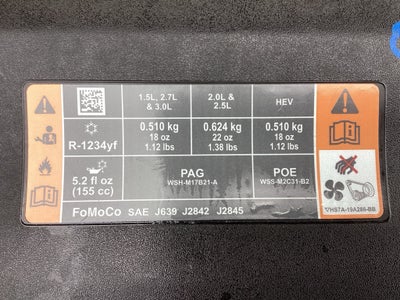 1.5L, 2.7L & 3.0L
2.0L & 2.5L
HEV
R-1234yf
0.510 kg
18 oz
1.12 lbs
0.624 kg
22 oz
1.38 lbs
0.510 kg
18 oz
1.12 lbs
5.2 fl oz
(155 cc)
PAG
WSH-M17B21-A
POE
WSS-M2C31-B2
FoMoCo SAE J639 J2842 J2845